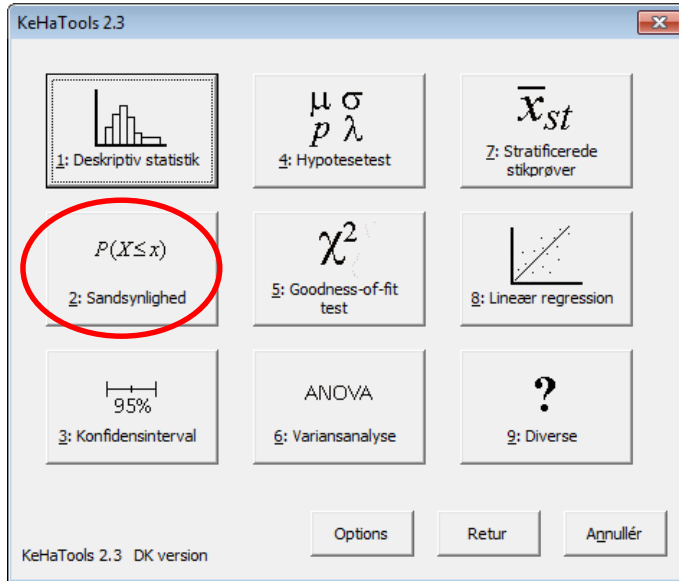 KeHaTools 2.3
1: Deskriptiv statistik
μ σ
p λ
4: Hypotesetest
x̅st
7: Stratificerede
stikprøver
P(X≤x)
2: Sandsynlighed
χ²
5: Goodness-of-fit
test
8: Lineær regression
95%
3: Konfidensinterval
ANOVA
6: Variansanalyse
?
9: Diverse
Options
Retur
Annullér
KeHaTools 2.3 DK version